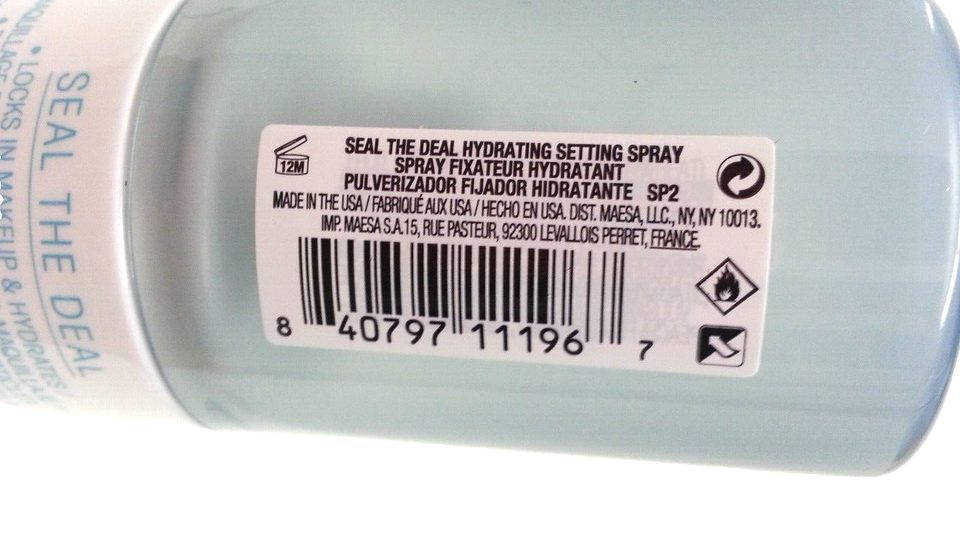 12M
SEAL THE DEAL HYDRATING SETTING SPRAY
SPRAY FIXATEUR HYDRATANT
PULVERIZADOR FIJADOR HIDRATANTE SP2
MADE IN THE USA / FABRIQUÉ AUX USA / HECHO EN USA. DIST. MAESA, LLC., NY, NY 10013.
IMP. MAESA S.A.15, RUE PASTEUR, 92300 LEVALLOIS PERRET, FRANCE.
8 40797 11196 7
SEAL THE DEAL
• LOCKS IN MAKEUP & HYDRATES